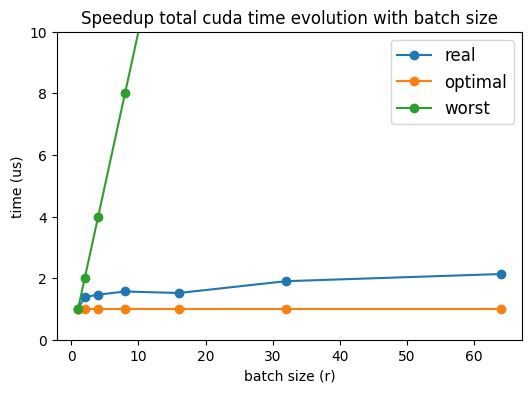 Speedup total cuda time evolution with batch size
10
8
6
4
2
0
time (us)
real
optimal
worst
0 10 20 30 40 50 60
batch size (r)